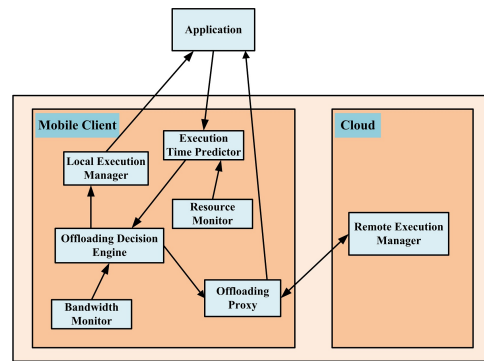 Application
Mobile Client
Cloud
Execution
Time Predictor
Local Execution
Manager
Resource
Monitor
Remote Execution
Manager
Offloading Decision
Engine
Offloading
Proxy
Bandwidth
Monitor